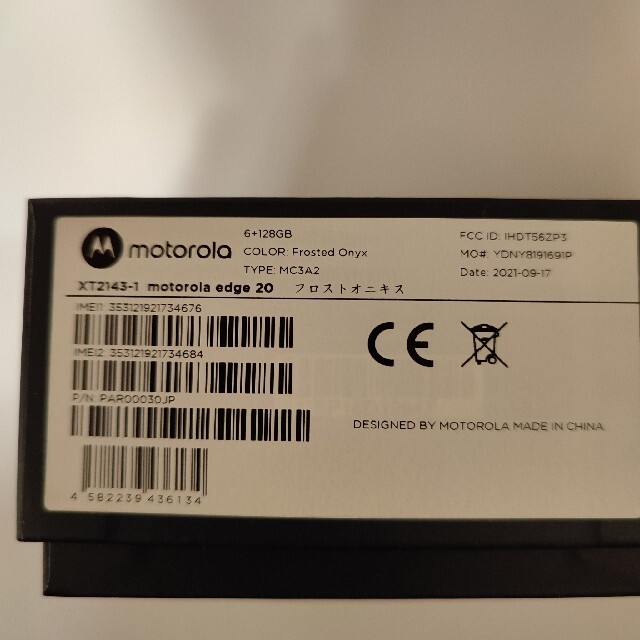 motorola
6+128GB
COLOR: Frosted Onyx
TYPE: MC3A2
FCC ID: IHDT56ZP3
MO#: YDNY8191691P
Date: 2021-09-17
XT2143-1 motorola edge 20 フロストオニキス
IMEI1: 353121921734676
IMEI2: 353121921734684
P/N: PAR00030JP
CE
DESIGNED BY MOTOROLA MADE IN CHINA
4 582239 436134